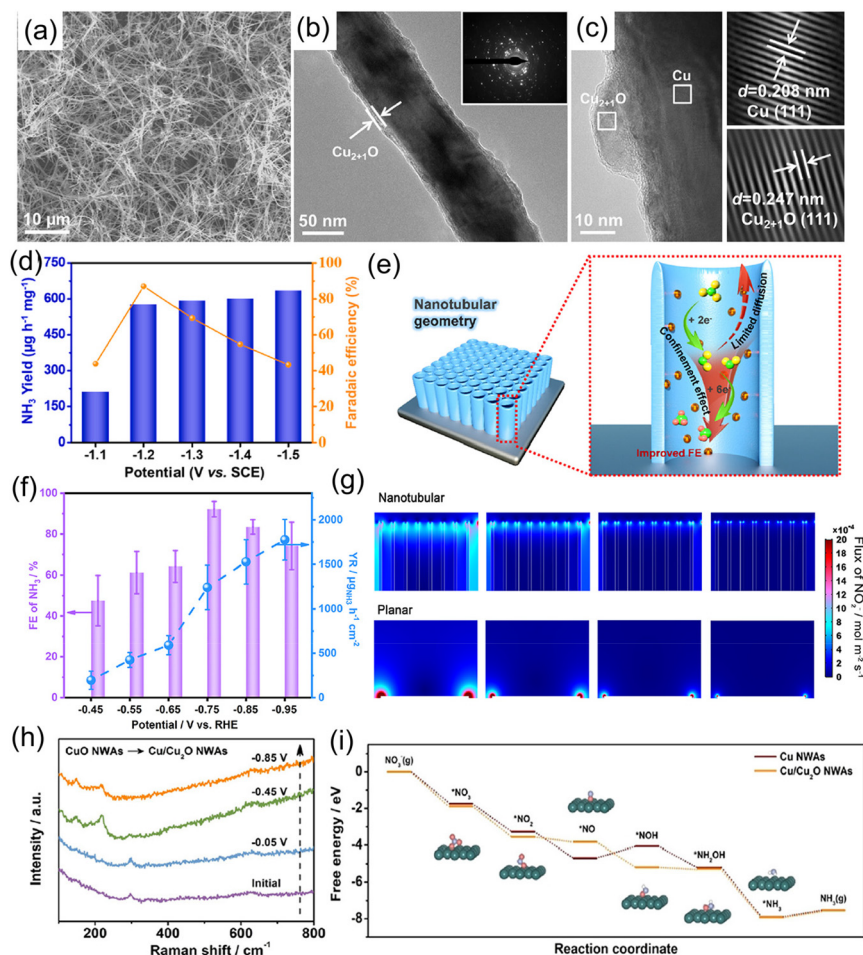 (a)
10 µm
(b)
Cu2+1O
50 nm
(c)
Cu2+1O
Cu
10 nm
d=0.208 nm
Cu (111)
d=0.247 nm
Cu2+1O (111)
(d)
750
600
450
300
150
0
NH3 Yield (µg h-1 mg-1)
100
80
60
40
20
0
Faradaic efficiency (%)
-1.1 -1.2 -1.3 -1.4 -1.5
Potential (V vs. SCE)
(e)
Nanotubular
geometry
+ 2e-
Limited diffusion
Confinement effect
+ 6e-
Improved FE
(f)
100
80
60
40
20
0
FE of NH3 / %
2000
1500
1000
500
0
YR / µgNH3 h-1 cm-2
-0.45 -0.55 -0.65 -0.75 -0.85 -0.95
Potential / V vs. RHE
(g)
Nanotubular
Planar
×10-4
20
18
16
14
12
10
8
6
4
2
0
Flux of NO2- / mol m-2 s-1
(h)
CuO NWAs → Cu/Cu2O NWAs
-0.85 V
-0.45 V
-0.05 V
Initial
Intensity / a.u.
200 400 600 800
Raman shift / cm-1
(i)
Cu NWAs
Cu/Cu2O NWAs
NO3-(g)
*NO3
*NO2
*NO
*NOH
*NH2OH
*NH3
NH3(g)
0
-2
-4
-6
-8
Free energy / eV
Reaction coordinate